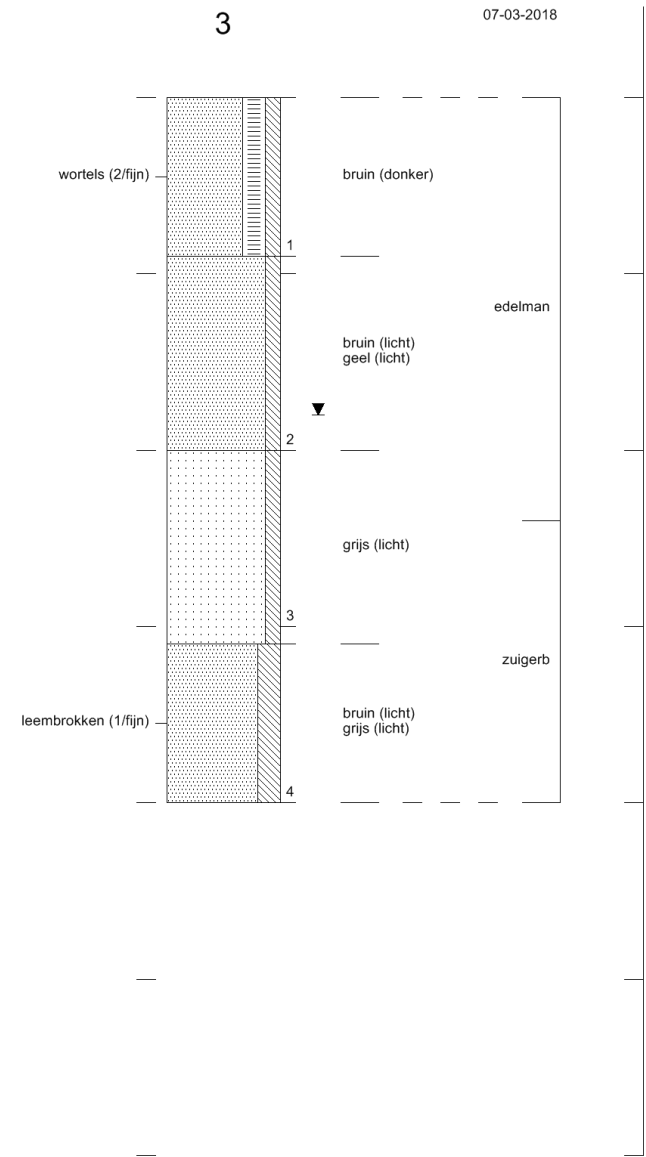 3
07-03-2018
wortels (2/fijn)
bruin (donker)
1
edelman
bruin (licht)
geel (licht)
2
grijs (licht)
3
zuigerb
leembrokken (1/fijn)
bruin (licht)
grijs (licht)
4